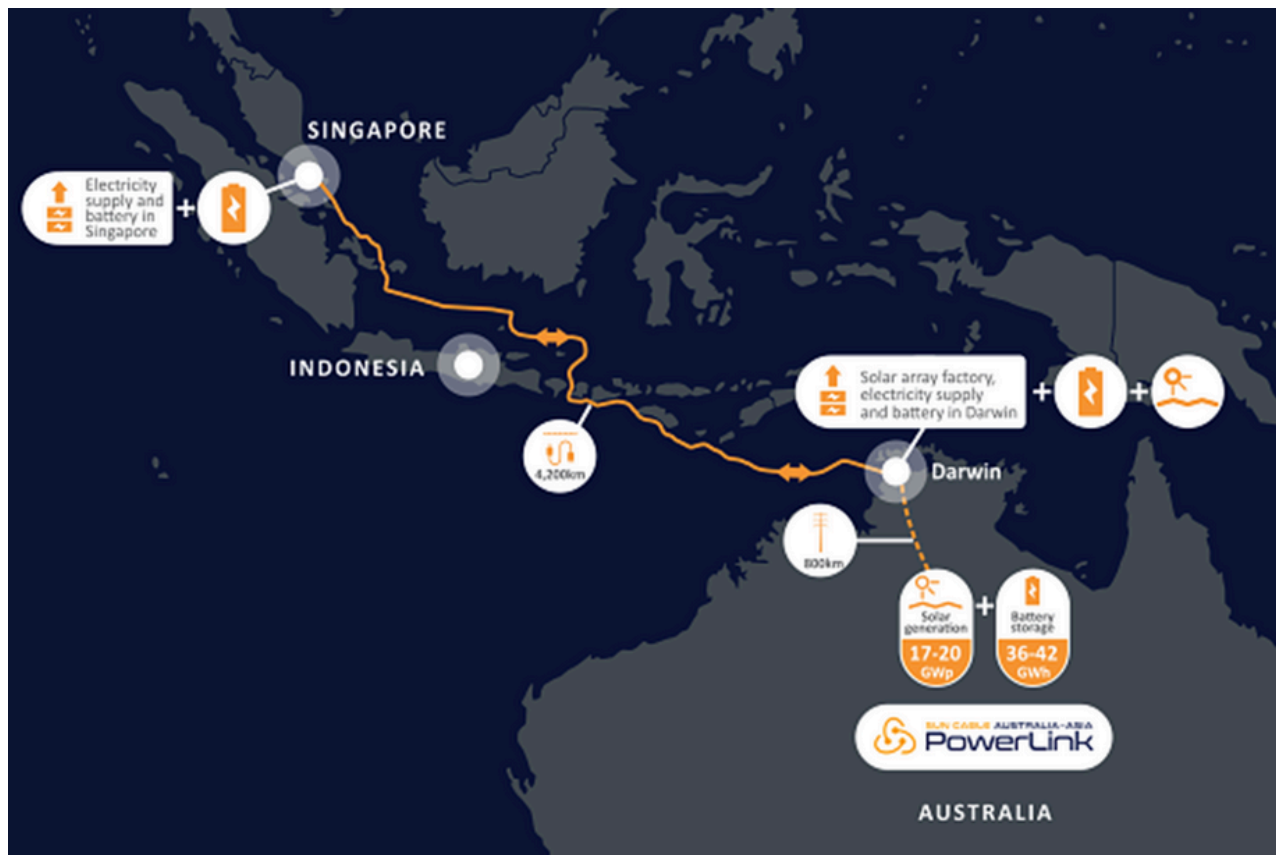 SINGAPORE
Electricity
supply and
battery in
Singapore
INDONESIA
4,200km
Solar array factory,
electricity supply
and battery in Darwin
Darwin
800km
Solar
generation
17-20
GWp
Battery
storage
36-42
GWh
SUN CABLE AUSTRALIA-ASIA
PowerLink
AUSTRALIA